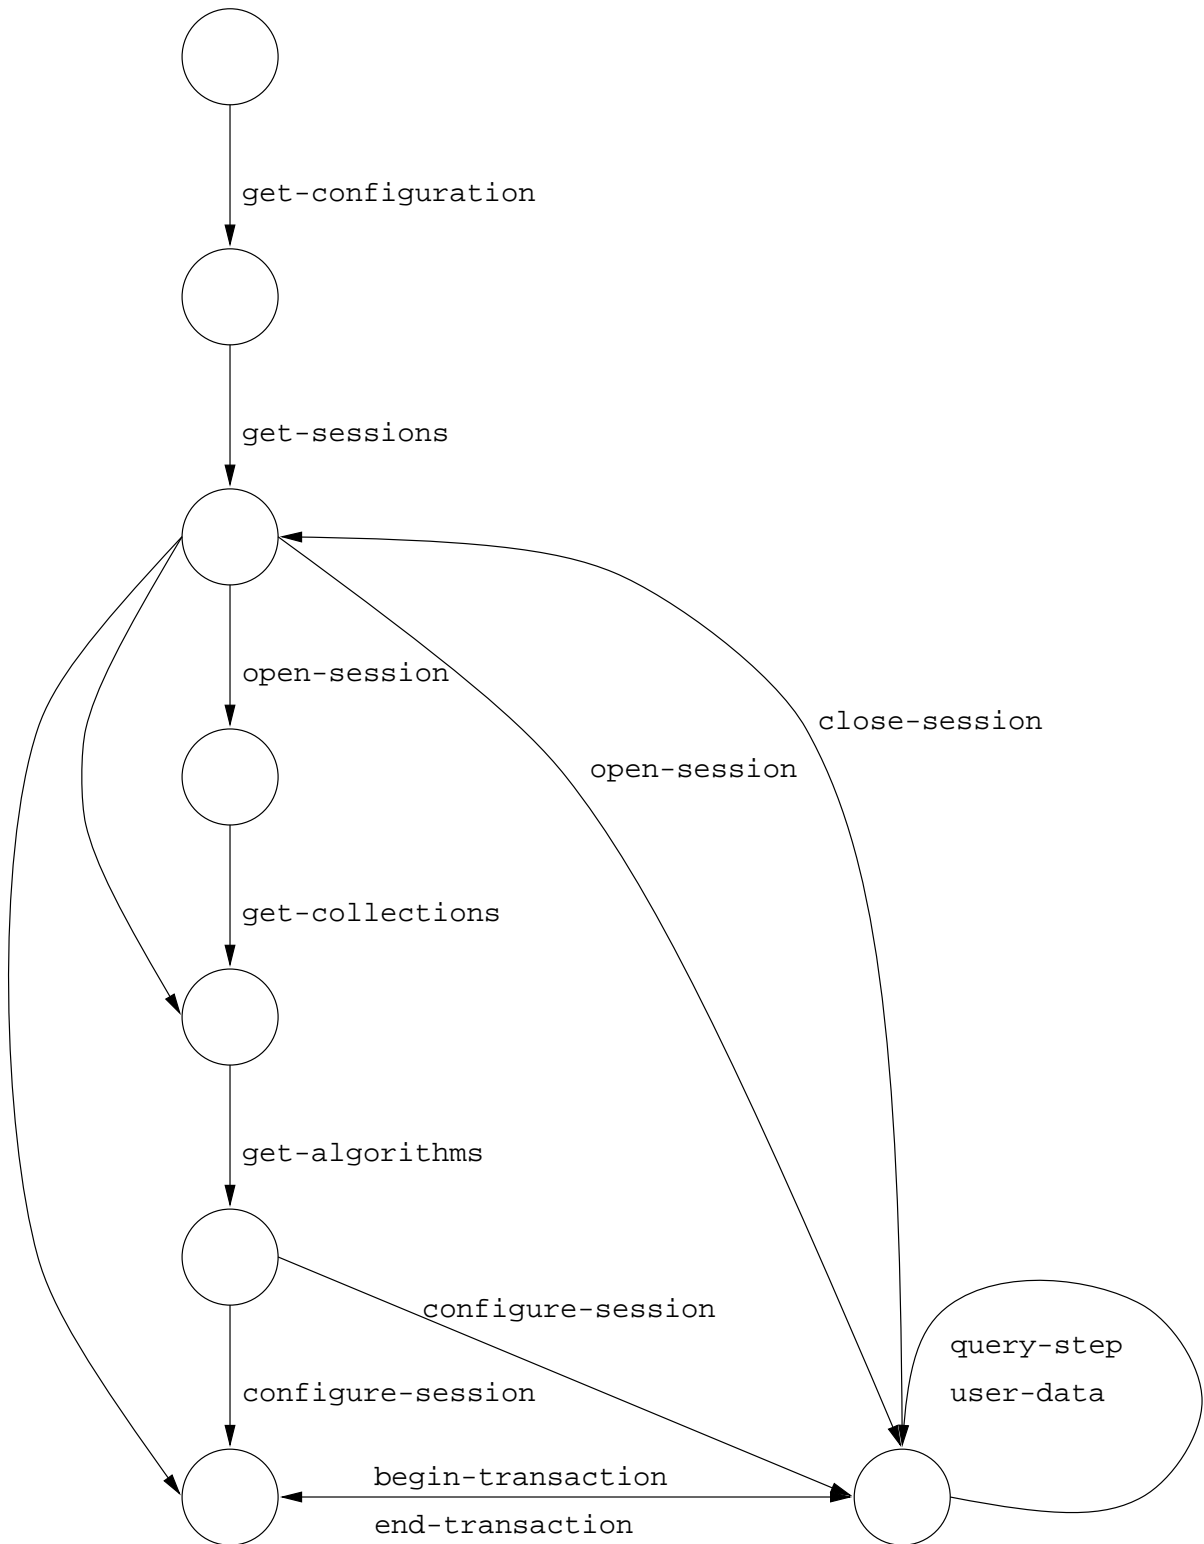 get-configuration
get-sessions
open-session
close-session
open-session
get-collections
get-algorithms
configure-session
query-step
user-data
configure-session
begin-transaction
end-transaction